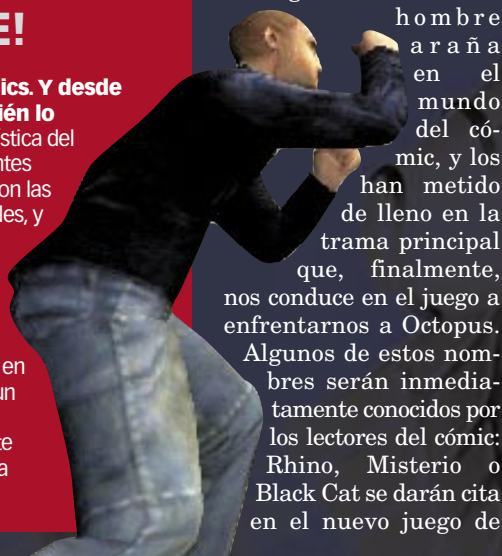 E!
ics. Y desde
ién lo
ística del
ntes
on las
les, y
en
un
te
a
hombre
araña
en el
mundo
del có-
mic, y los
han metido
de lleno en la
trama principal
que, finalmente,
nos conduce en el juego a
enfrentarnos a Octopus.
Algunos de estos nom-
bres serán inmedia-
tamente conocidos por
los lectores del cómic:
Rhino, Misterio o
Black Cat se darán cita
en el nuevo juego de